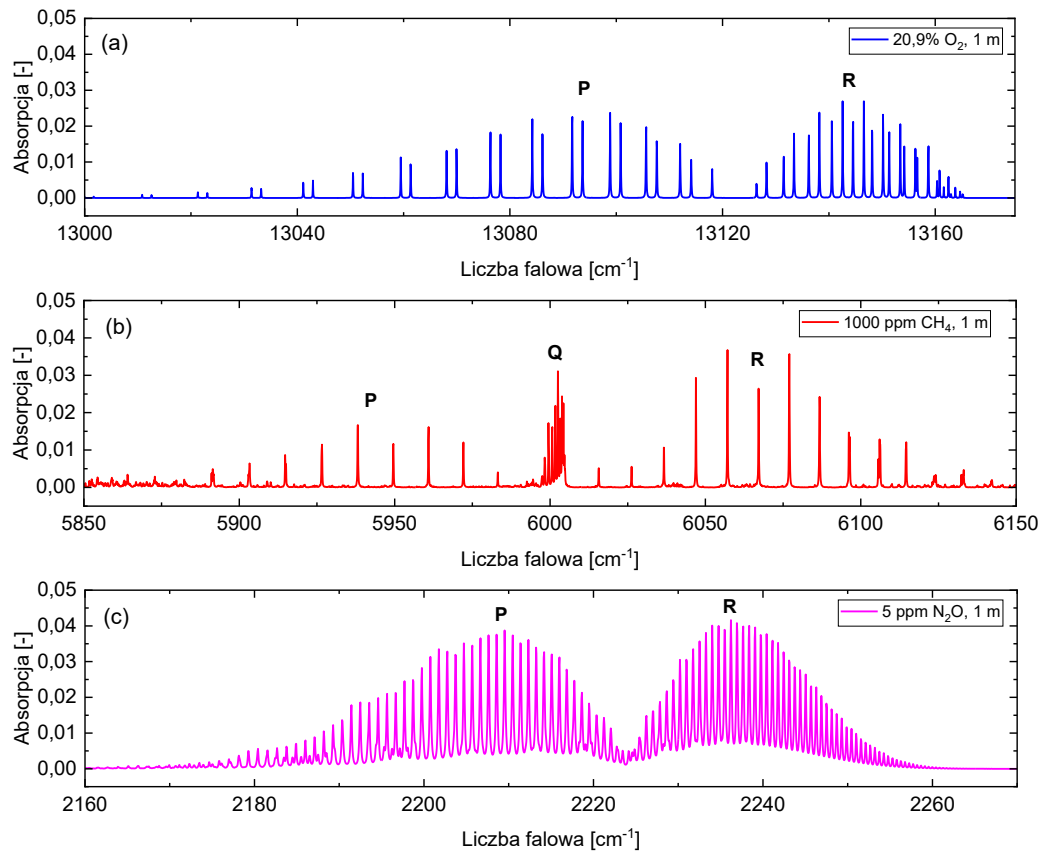 0,05
(a)
20,9% O₂, 1 m
0,04
P
R
0,03
Absorpcja [-]
0,02
0,01
0,00
13000 13040 13080 13120 13160
Liczba falowa [cm⁻¹]
0,05
(b)
1000 ppm CH₄, 1 m
0,04
Q
R
P
0,03
Absorpcja [-]
0,02
0,01
0,00
5850 5900 5950 6000 6050 6100 6150
Liczba falowa [cm⁻¹]
0,05
(c)
P
R
5 ppm N₂O, 1 m
0,04
0,03
Absorpcja [-]
0,02
0,01
0,00
2160 2180 2200 2220 2240 2260
Liczba falowa [cm⁻¹]